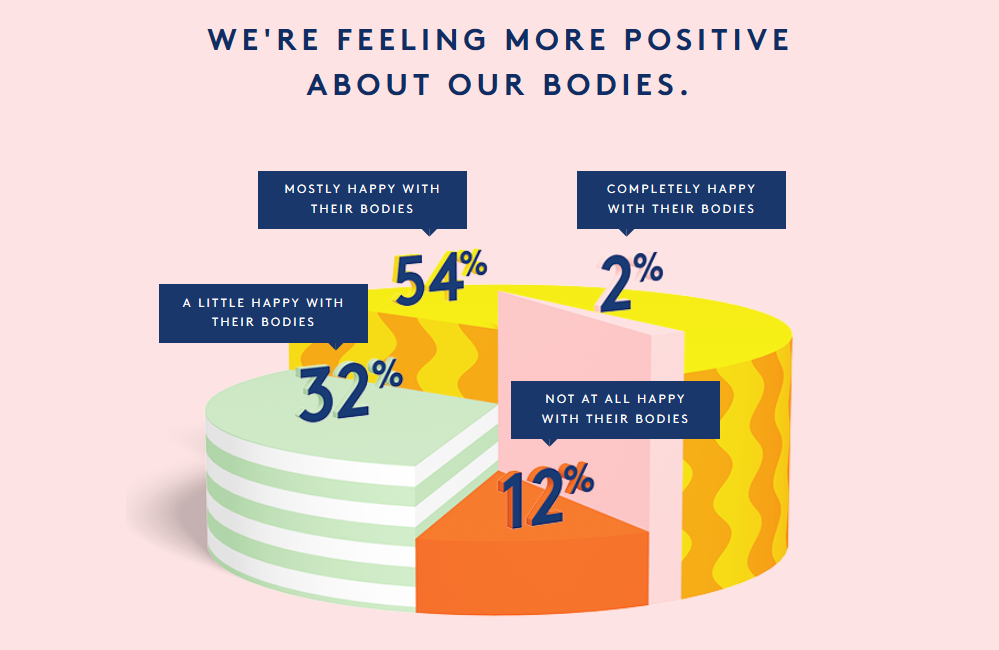 WE'RE FEELING MORE POSITIVE
ABOUT OUR BODIES.
MOSTLY HAPPY WITH
THEIR BODIES
54%
COMPLETELY HAPPY
WITH THEIR BODIES
2%
A LITTLE HAPPY WITH
THEIR BODIES
32%
NOT AT ALL HAPPY
WITH THEIR BODIES
12%